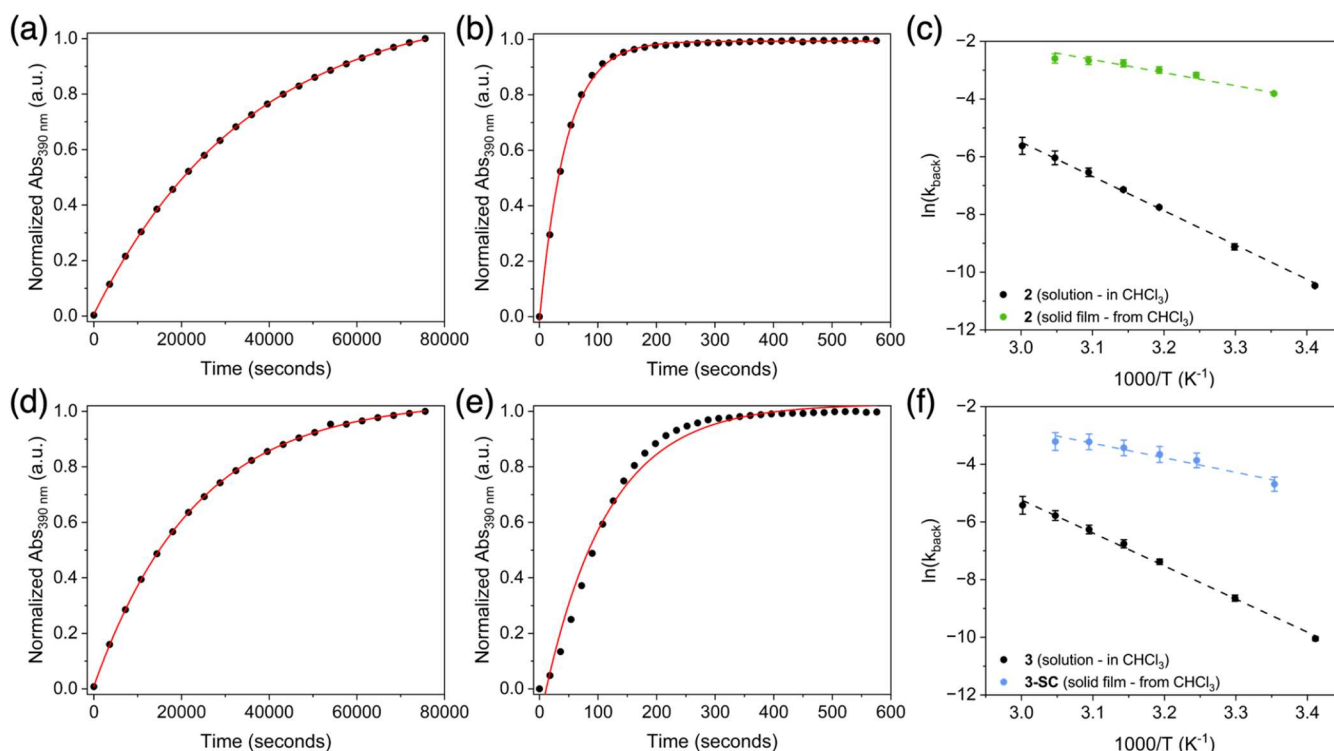 (a)
1.0
0.8
0.6
0.4
0.2
0.0
Normalized Abs390 nm (a.u.)
0 20000 40000 60000 80000
Time (seconds)
(b)
1.0
0.8
0.6
0.4
0.2
0.0
Normalized Abs390 nm (a.u.)
0 100 200 300 400 500 600
Time (seconds)
(c)
−2
−4
−6
−8
−10
−12
ln(kback)
2 (solution - in CHCl3)
2 (solid film - from CHCl3)
3.0 3.1 3.2 3.3 3.4
1000/T (K-1)
(d)
1.0
0.8
0.6
0.4
0.2
0.0
Normalized Abs390 nm (a.u.)
0 20000 40000 60000 80000
Time (seconds)
(e)
1.0
0.8
0.6
0.4
0.2
0.0
Normalized Abs390 nm (a.u.)
0 100 200 300 400 500 600
Time (seconds)
(f)
−2
−4
−6
−8
−10
−12
ln(kback)
3 (solution - in CHCl3)
3-SC (solid film - from CHCl3)
3.0 3.1 3.2 3.3 3.4
1000/T (K-1)